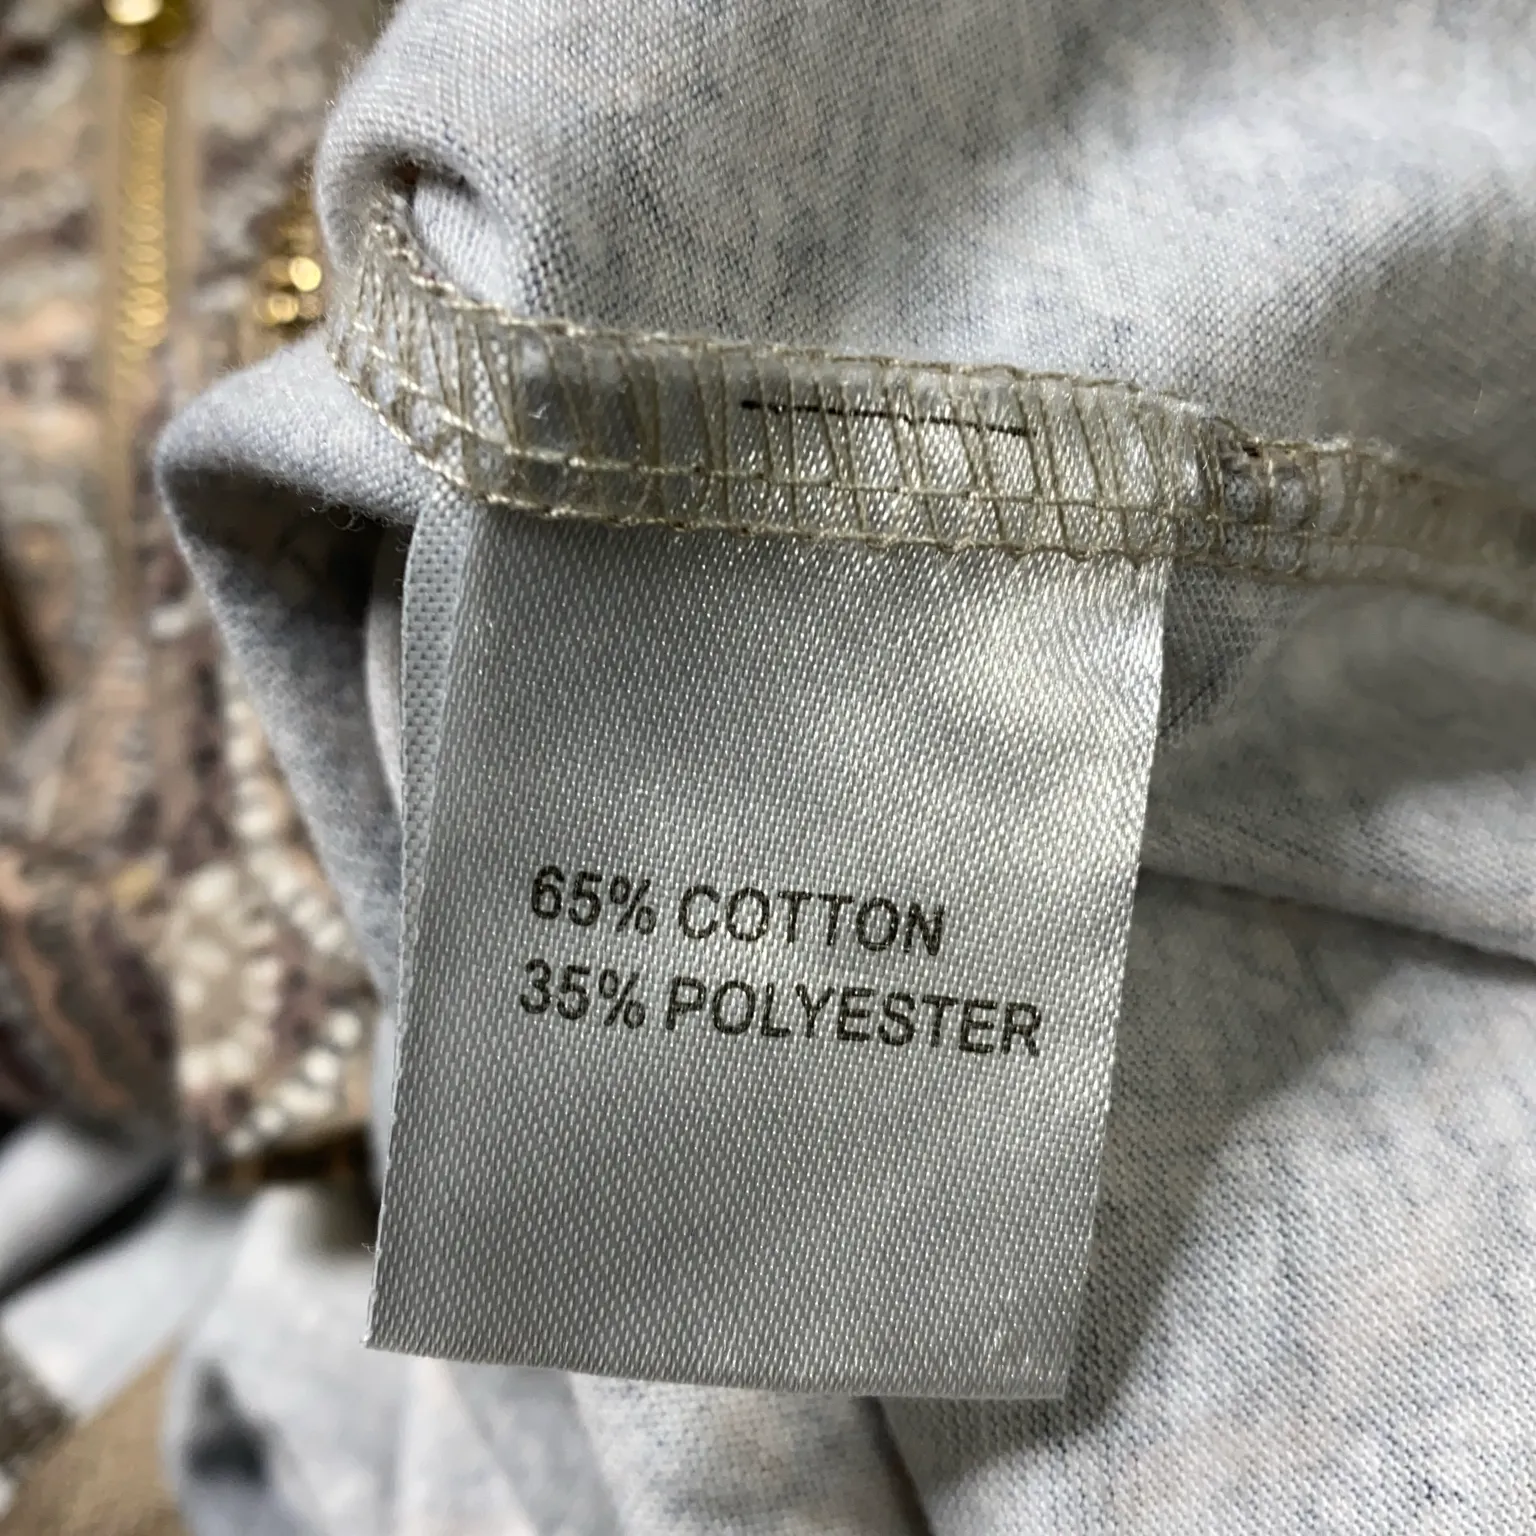 65% COTTON
35% POLYESTER